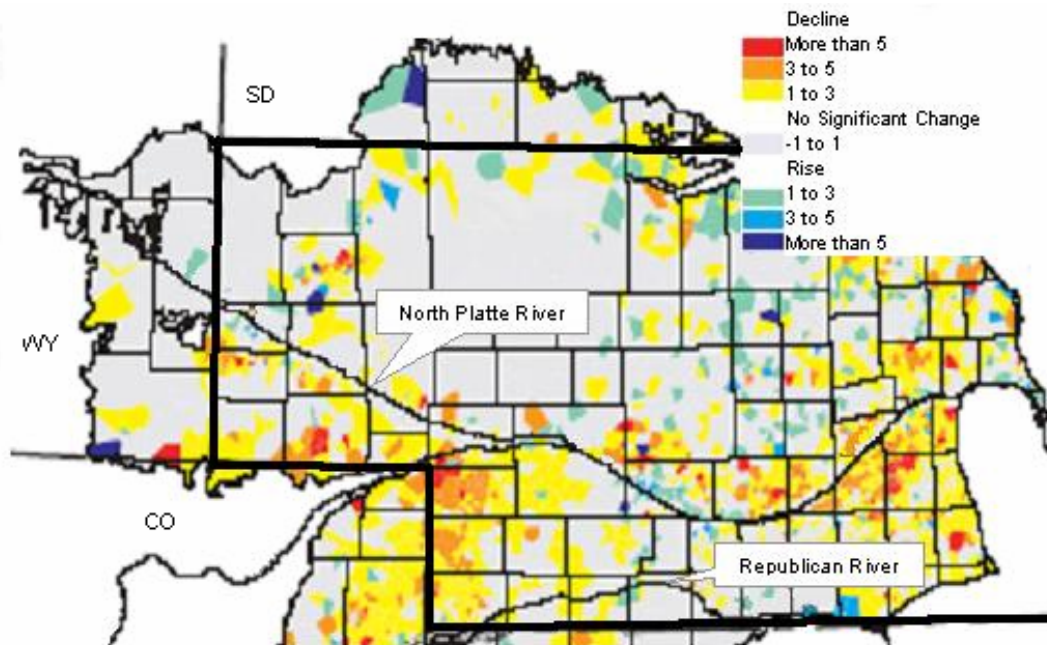 Decline
More than 5
3 to 5
1 to 3
No Significant Change
-1 to 1
Rise
1 to 3
3 to 5
More than 5
SD
North Platte River
WY
CO
Republican River